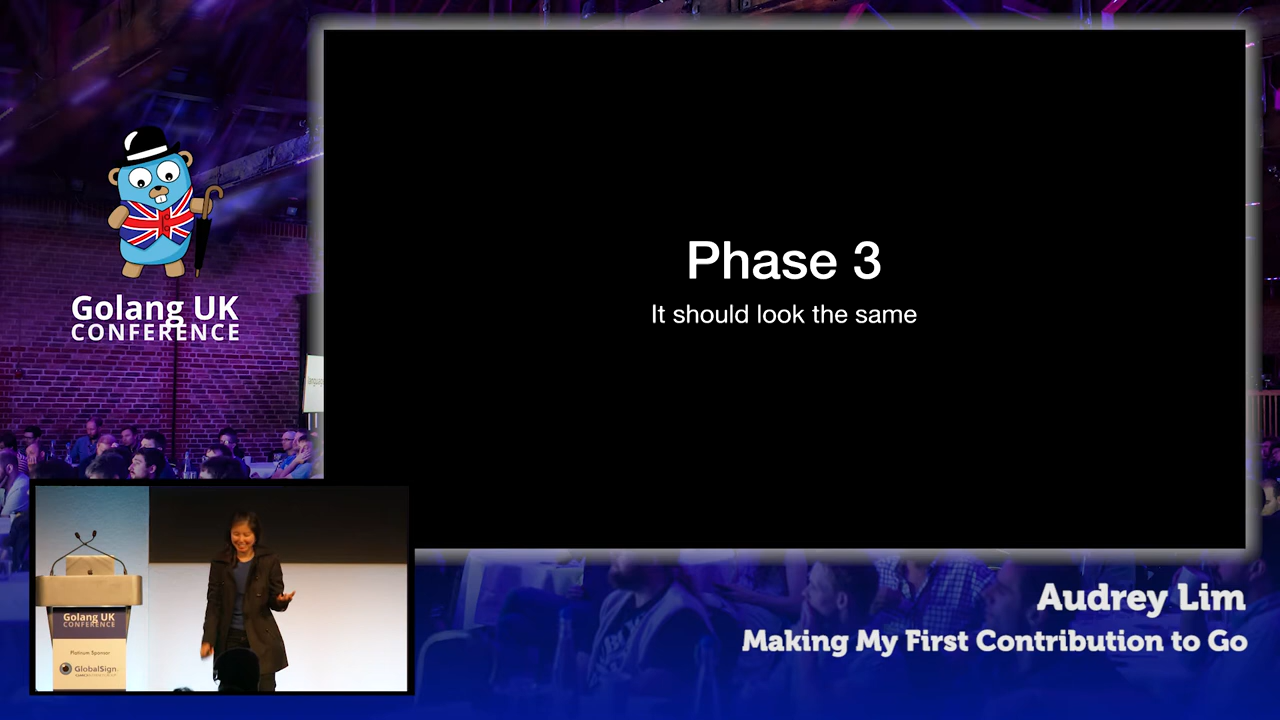 Phase 3
It should look the same
Golang UK
CONFERENCE
Golang UK
CONFERENCE
Platinum Sponsor
GlobalSign
Audrey Lim
Making My First Contribution to Go